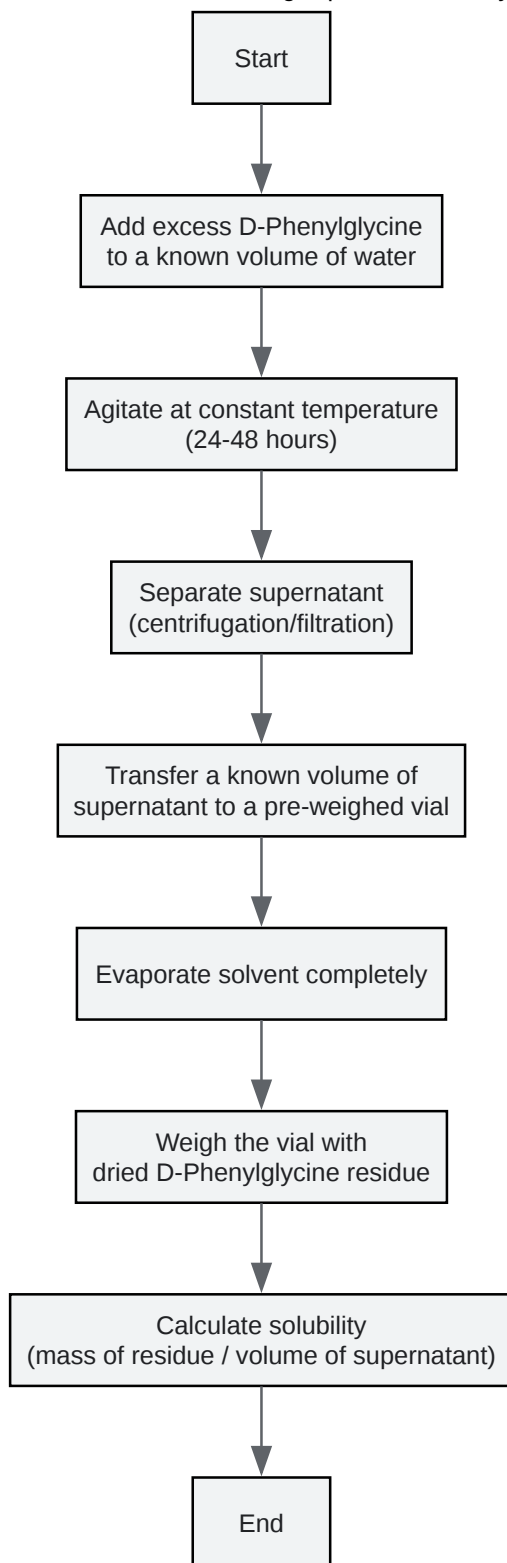 Start
Add excess D-Phenylglycine
to a known volume of water
Agitate at constant temperature
(24-48 hours)
Separate supernatant
(centrifugation/filtration)
Transfer a known volume of
supernatant to a pre-weighed vial
Evaporate solvent completely
Weigh the vial with
dried D-Phenylglycine residue
Calculate solubility
(mass of residue / volume of supernatant)
End